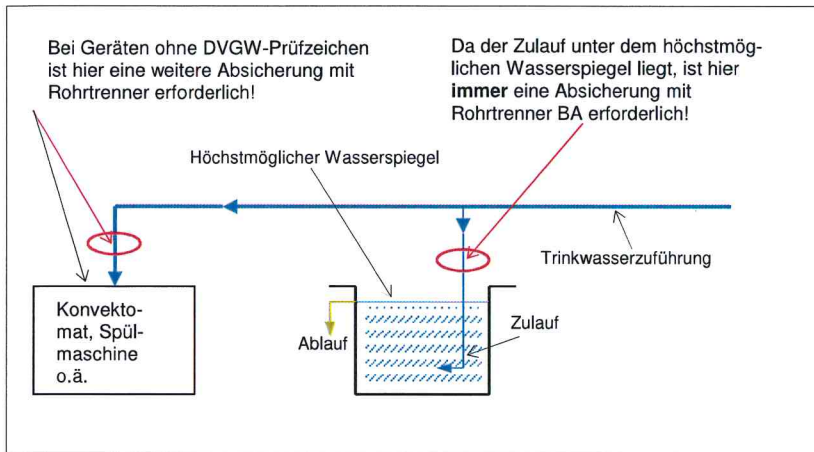 Bei Geräten ohne DVGW-Prüfzeichen
ist hier eine weitere Absicherung mit
Rohrtrenner erforderlich!
Da der Zulauf unter dem höchstmög-
lichen Wasserspiegel liegt, ist hier
immer eine Absicherung mit
Rohrtrenner BA erforderlich!
Höchstmöglicher Wasserspiegel
Trinkwasserzuführung
Konvekto-
mat, Spül-
maschine
o.ä.
Ablauf
Zulauf